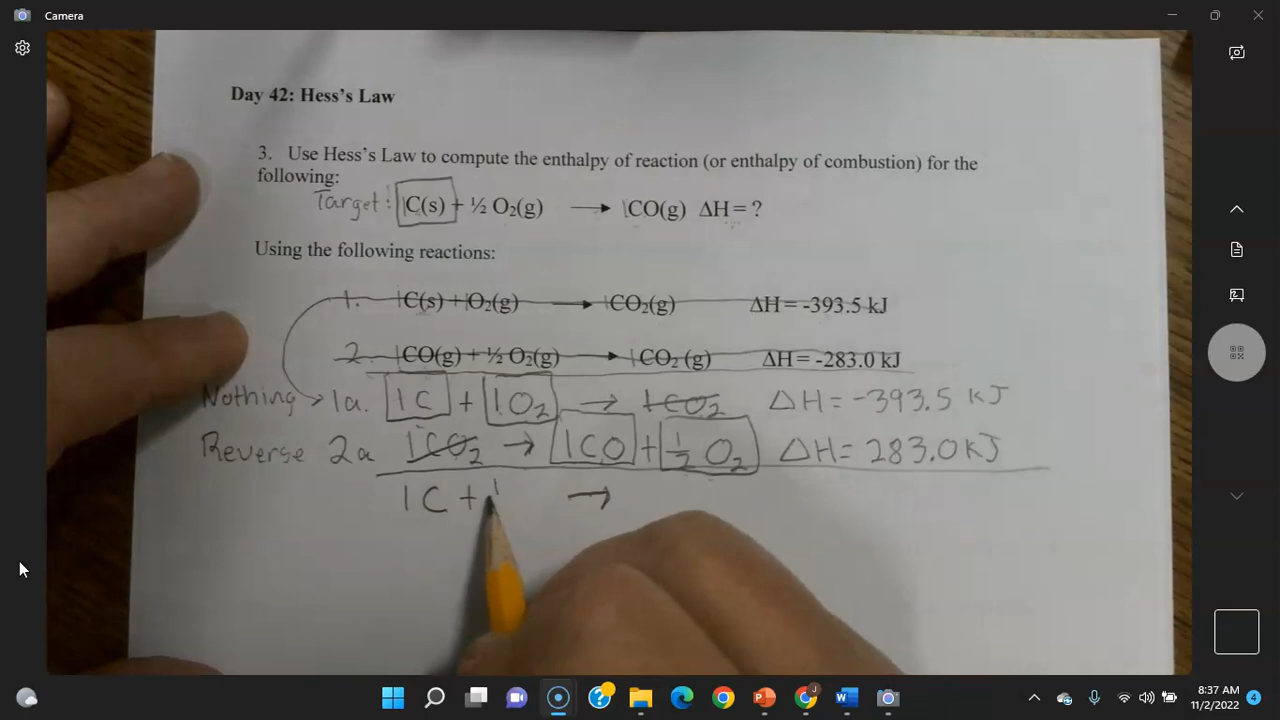 Camera
Day 42: Hess's Law
3. Use Hess's Law to compute the enthalpy of reaction (or enthalpy of combustion) for the
following:
Target: 1C(s) + ½ O₂(g) → 1CO(g) ΔH = ?
Using the following reactions:
1. 1C(s) + 1O₂(g) → 1CO₂(g) ΔH = -393.5 kJ
2. 1CO(g) + ½ O₂(g) → 1CO₂ (g) ΔH = -283.0 kJ
Nothing → 1a. 1C + 1O₂ → 1CO₂ ΔH = -393.5 kJ
Reverse 2a 1CO₂ → 1CO + ½ O₂ ΔH = 283.0 kJ
1C + 1 →
8:37 AM
11/2/2022
4